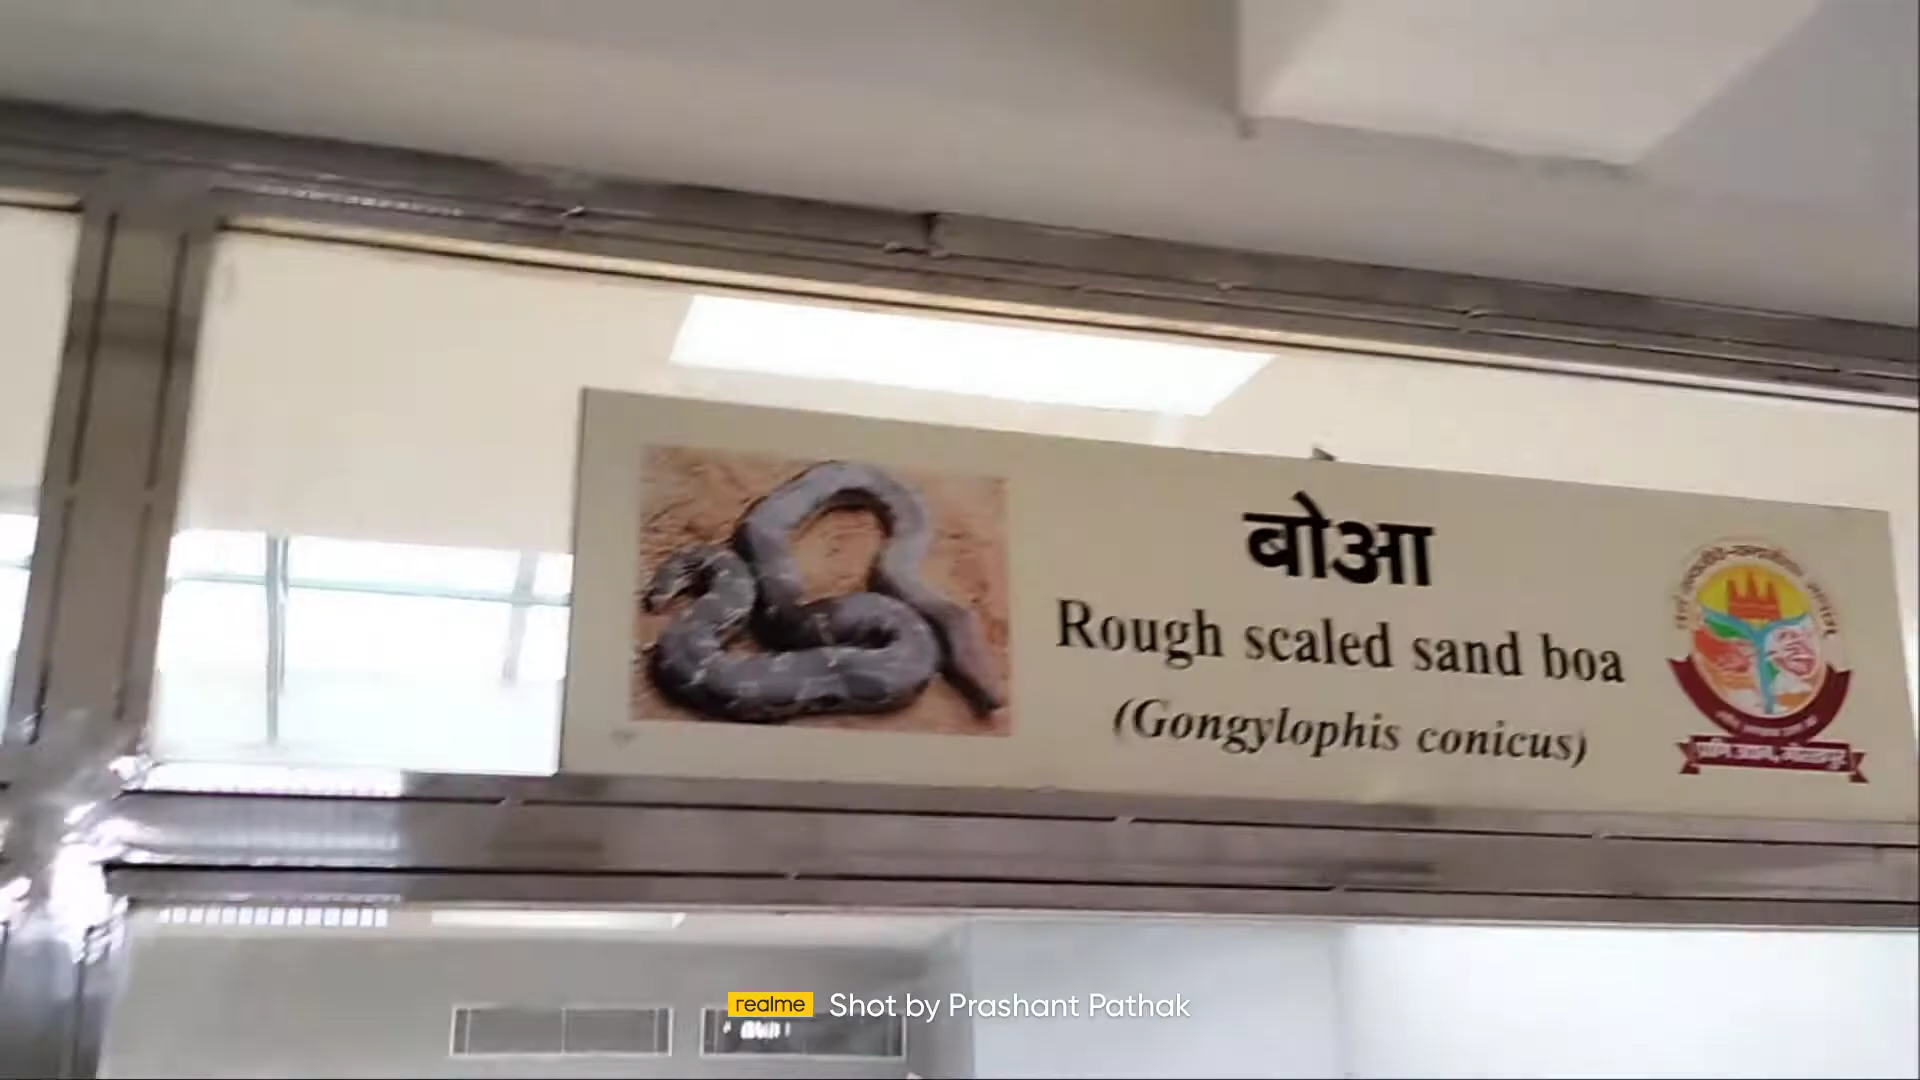 बोआ
Rough scaled sand boa
(Gongylophis conicus)
realme Shot by Prashant Pathak